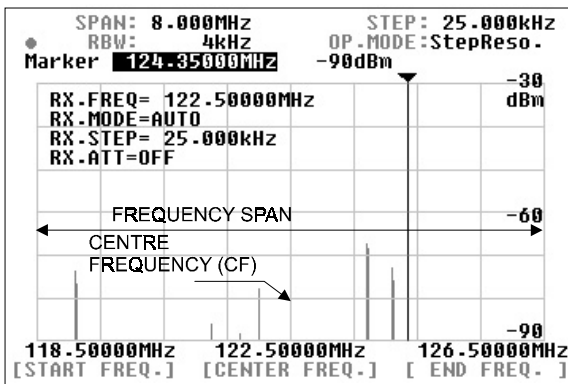 SPAN: 8.000MHz STEP: 25.000kHz
RBW: 4kHz OP.MODE:StepReso.
Marker 124.35000MHz -90dBm
-30
RX.FREQ= 122.50000MHz dBm
RX.MODE=AUTO
RX.STEP= 25.000kHz
RX.ATT=OFF
FREQUENCY SPAN -60
CENTRE
FREQUENCY (CF)
-90
118.50000MHz 122.50000MHz 126.50000MHz
[START FREQ.] [CENTER FREQ.] [ END FREQ. ]